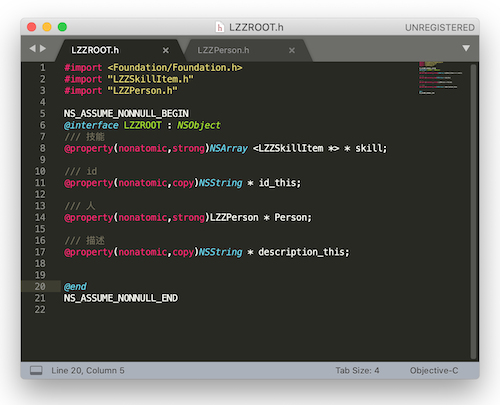 LZZROOT.h
UNREGISTERED
LZZROOT.h
LZZPerson.h
1 #import <Foundation/Foundation.h>
2 #import "LZZSkillItem.h"
3 #import "LZZPerson.h"
4
5 NS_ASSUME_NONNULL_BEGIN
6 @interface LZZROOT : NSObject
7 /// 技能
8 @property(nonatomic,strong)NSArray <LZZSkillItem *> * skill;
9
10 /// id
11 @property(nonatomic,copy)NSString * id_this;
12
13 /// 人
14 @property(nonatomic,strong)LZZPerson * Person;
15
16 /// 描述
17 @property(nonatomic,copy)NSString * description_this;
18
19
20 @end
21 NS_ASSUME_NONNULL_END
22
Line 20, Column 5
Tab Size: 4
Objective-C